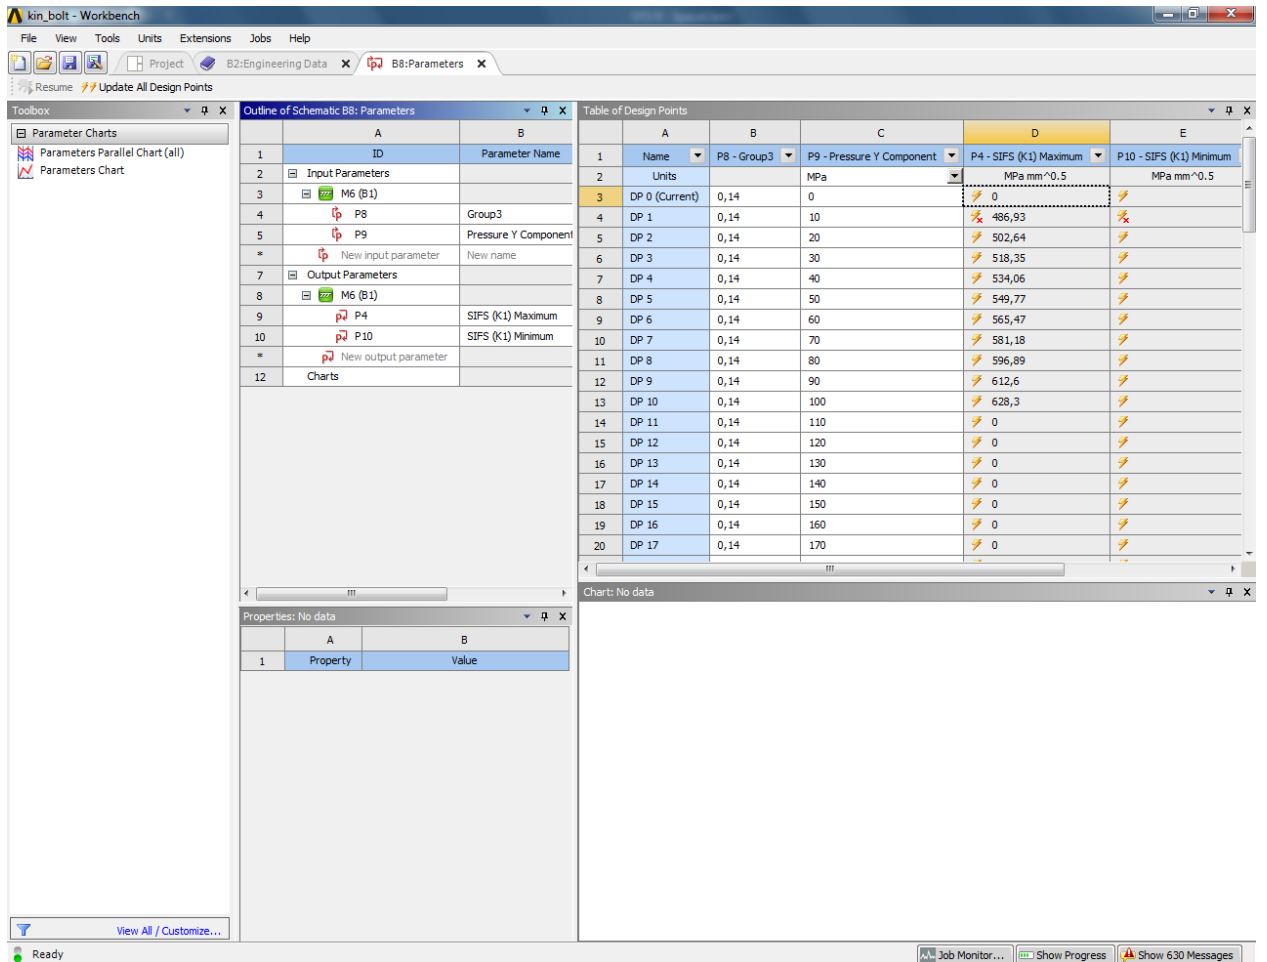 kin_bolt - Workbench
File View Tools Units Extensions Jobs Help
Project B2:Engineering Data B8:Parameters
Resume Update All Design Points
Toolbox
Parameter Charts
Parameters Parallel Chart (all)
Parameters Chart
View All / Customize...
Outline of Schematic B8: Parameters
A B
1 ID Parameter Name
2 Input Parameters
3 M6 (B1)
4 P8 Group3
5 P9 Pressure Y Component
* New input parameter New name
7 Output Parameters
8 M6 (B1)
9 P4 SIFS (K1) Maximum
10 P10 SIFS (K1) Minimum
* New output parameter
12 Charts
Properties: No data
A B
1 Property Value
Table of Design Points
A B C D E
1 Name P8 - Group3 P9 - Pressure Y Component P4 - SIFS (K1) Maximum P10 - SIFS (K1) Minimum
2 Units MPa MPa mm^0.5 MPa mm^0.5
3 DP 0 (Current) 0,14 0 0
4 DP 1 0,14 10 486,93
5 DP 2 0,14 20 502,64
6 DP 3 0,14 30 518,35
7 DP 4 0,14 40 534,06
8 DP 5 0,14 50 549,77
9 DP 6 0,14 60 565,47
10 DP 7 0,14 70 581,18
11 DP 8 0,14 80 596,89
12 DP 9 0,14 90 612,6
13 DP 10 0,14 100 628,3
14 DP 11 0,14 110 0
15 DP 12 0,14 120 0
16 DP 13 0,14 130 0
17 DP 14 0,14 140 0
18 DP 15 0,14 150 0
19 DP 16 0,14 160 0
20 DP 17 0,14 170 0
Chart: No data
Ready
Job Monitor... Show Progress Show 630 Messages